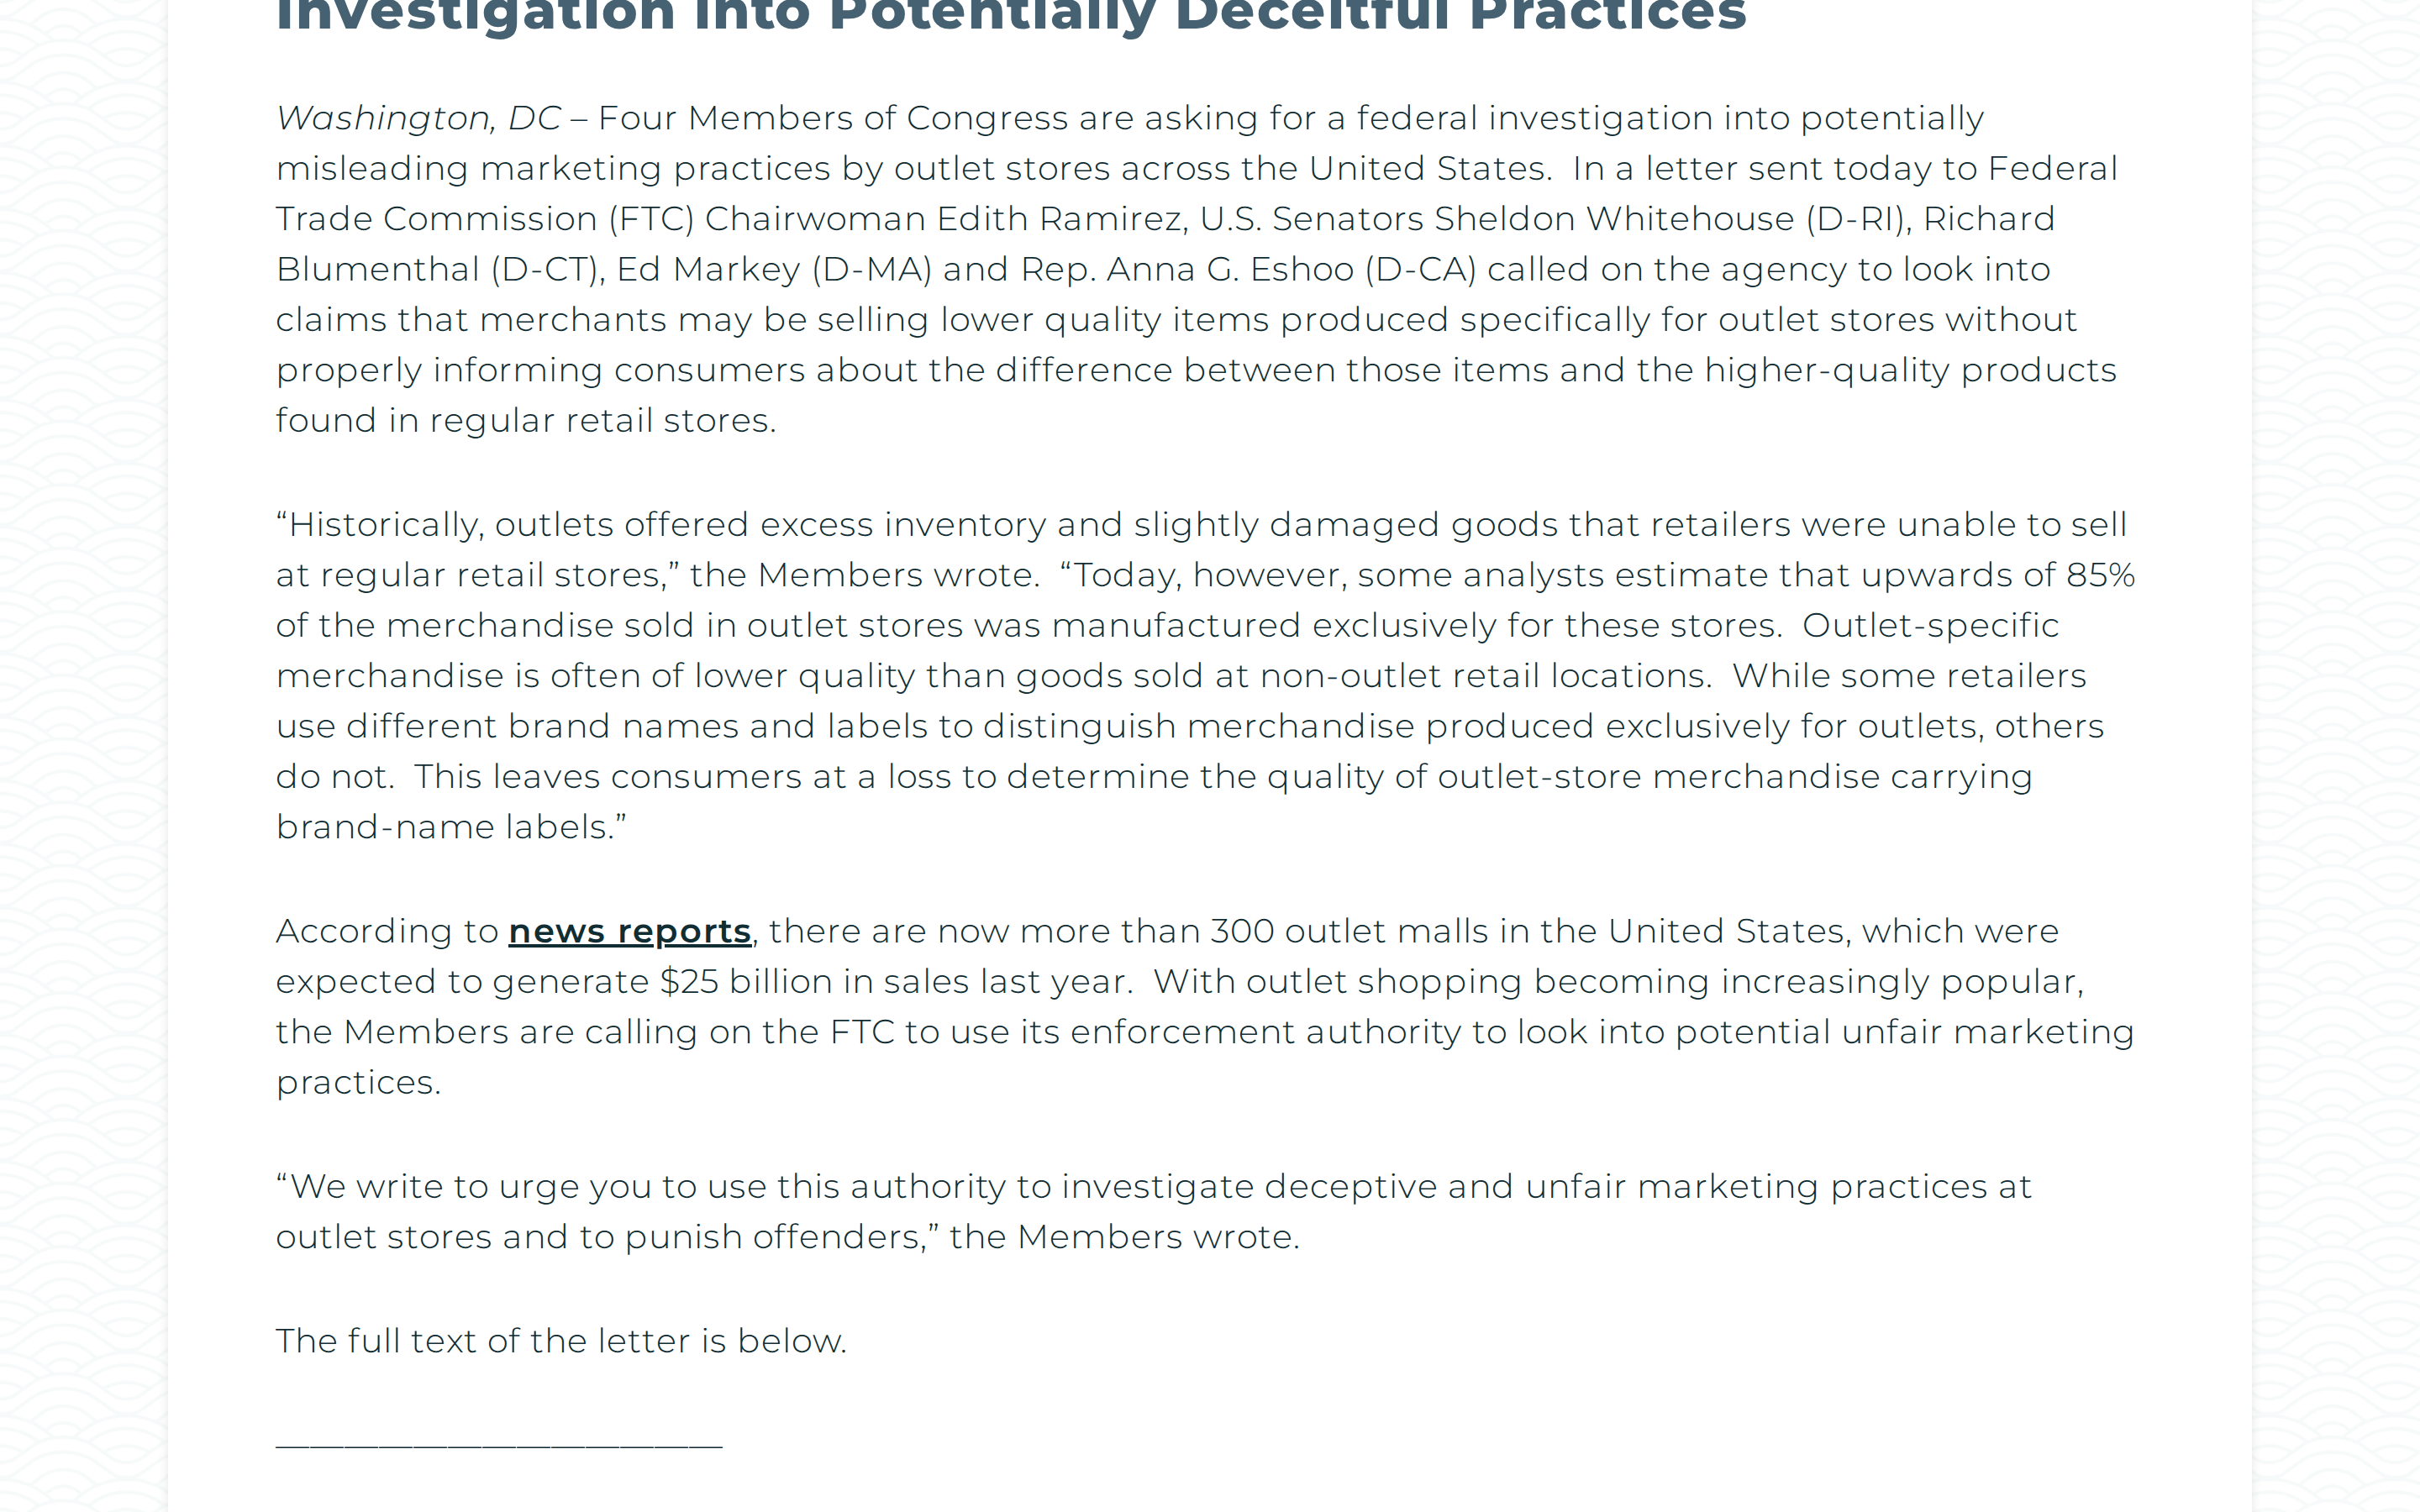 Investigation into Potentially Deceitful Practices
Washington, DC – Four Members of Congress are asking for a federal investigation into potentially
misleading marketing practices by outlet stores across the United States.  In a letter sent today to Federal
Trade Commission (FTC) Chairwoman Edith Ramirez, U.S. Senators Sheldon Whitehouse (D-RI), Richard
Blumenthal (D-CT), Ed Markey (D-MA) and Rep. Anna G. Eshoo (D-CA) called on the agency to look into
claims that merchants may be selling lower quality items produced specifically for outlet stores without
properly informing consumers about the difference between those items and the higher-quality products
found in regular retail stores.
“Historically, outlets offered excess inventory and slightly damaged goods that retailers were unable to sell
at regular retail stores,” the Members wrote.  “Today, however, some analysts estimate that upwards of 85%
of the merchandise sold in outlet stores was manufactured exclusively for these stores.  Outlet-specific
merchandise is often of lower quality than goods sold at non-outlet retail locations.  While some retailers
use different brand names and labels to distinguish merchandise produced exclusively for outlets, others
do not.  This leaves consumers at a loss to determine the quality of outlet-store merchandise carrying
brand-name labels.”
According to news reports, there are now more than 300 outlet malls in the United States, which were
expected to generate $25 billion in sales last year.  With outlet shopping becoming increasingly popular,
the Members are calling on the FTC to use its enforcement authority to look into potential unfair marketing
practices.
“We write to urge you to use this authority to investigate deceptive and unfair marketing practices at
outlet stores and to punish offenders,” the Members wrote.
The full text of the letter is below.
__________________________